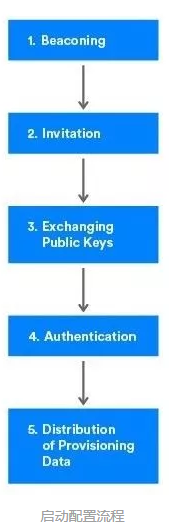 1. Beaconing
2. Invitation
3. Exchanging
Public Keys
4. Authentication
5. Distribution
of Provisioning
Data
启动配置流程